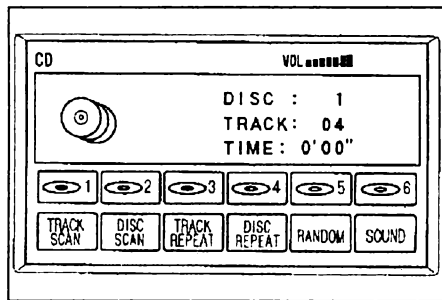 CD VOL
DISC : 1
TRACK: 04
TIME: 0'00"
1 2 3 4 5 6
TRACK SCAN DISC SCAN TRACK REPEAT DISC REPEAT RANDOM SOUND